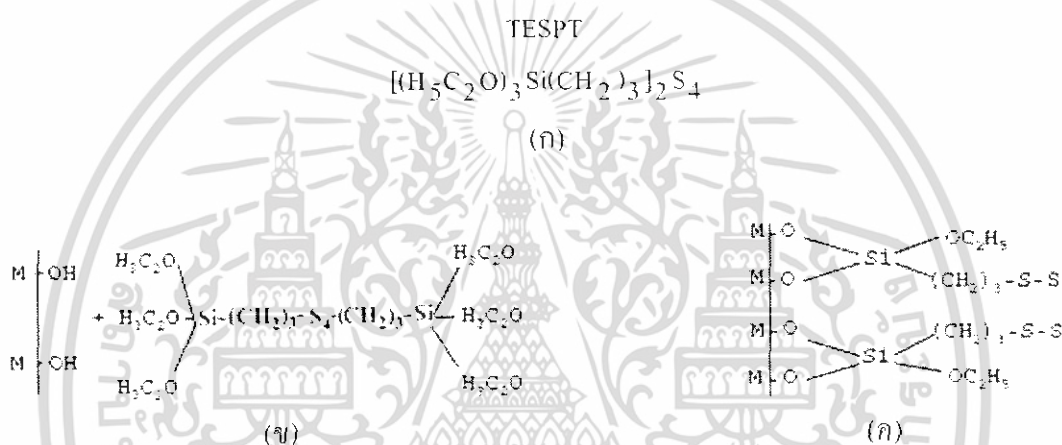 TESPT
[(H5C2O)3Si(CH2)3]2S4
(ก)
M OH
M OH
+
H5C2O
H5C2O-Si-(CH2)3-S4-(CH2)3-Si H5C2O
H5C2O
H5C2O
H5C2O
(ข)
M O
M O
Si
OC2H5
(CH2)3-S-S
M O
M O
Si
(CH2)3-S-S
OC2H5
(ค)